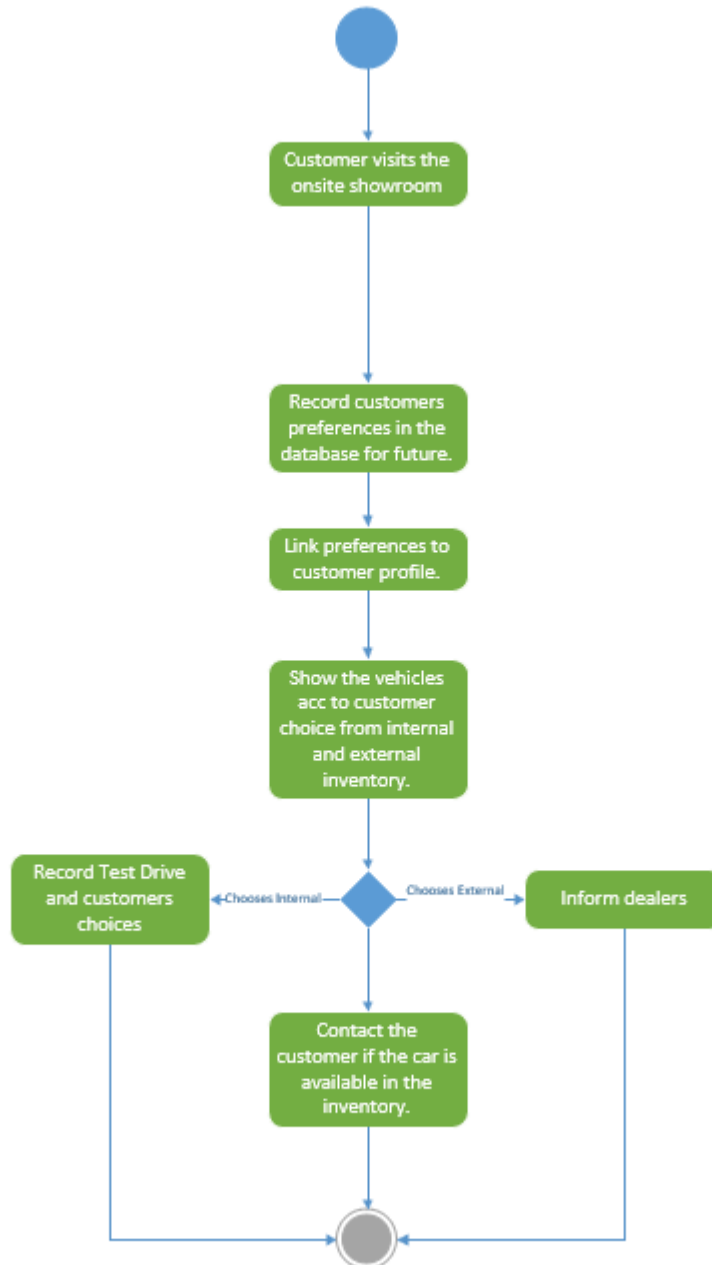 Customer visits the
onsite showroom
Record customers
preferences in the
database for future.
Link preferences to
customer profile.
Show the vehicles
acc to customer
choice from internal
and external
inventory.
Record Test Drive
and customers
choices
Chooses Internal
Chooses External
Inform dealers
Contact the
customer if the car is
available in the
inventory.